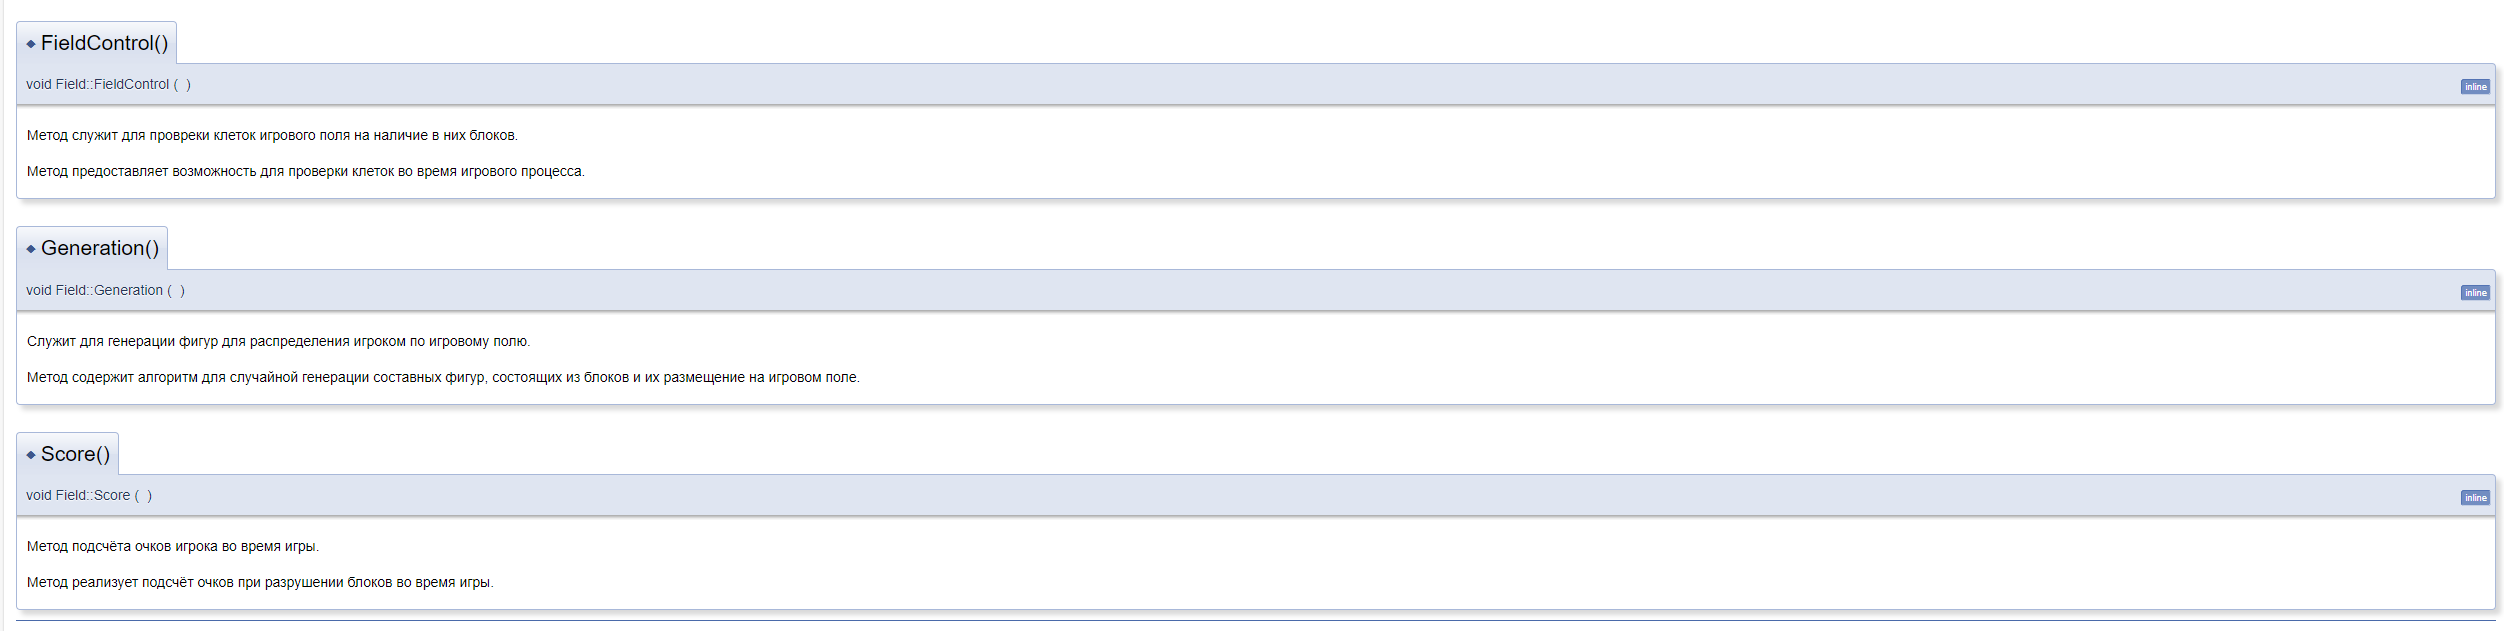 ◆ FieldControl()
void Field::FieldControl ( )
inline
Метод служит для провреки клеток игрового поля на наличие в них блоков.
Метод предоставляет возможность для проверки клеток во время игрового процесса.
◆ Generation()
void Field::Generation ( )
inline
Служит для генерации фигур для распределения игроком по игровому полю.
Метод содержит алгоритм для случайной генерации составных фигур, состоящих из блоков и их размещение на игровом поле.
◆ Score()
void Field::Score ( )
inline
Метод подсчёта очков игрока во время игры.
Метод реализует подсчёт очков при разрушении блоков во время игры.